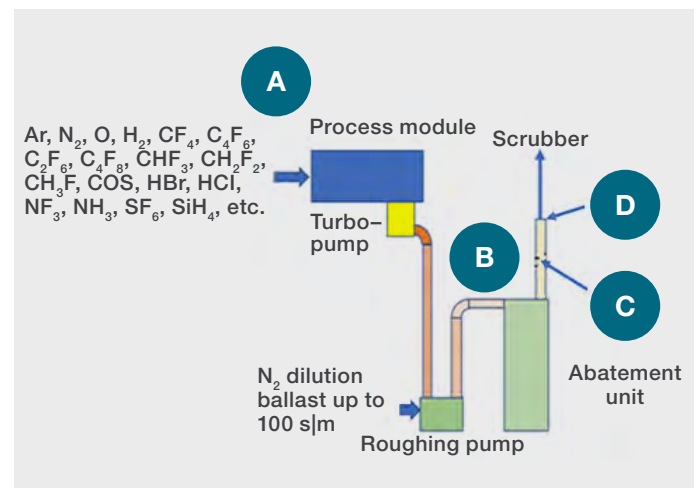 A
Ar, N₂, O, H₂, CF₄, C₄F₆,
C₂F₆, C₄F₈, CHF₃, CH₂F₂,
CH₃F, COS, HBr, HCl,
NF₃, NH₃, SF₆, SiH₄, etc.
Process module
Scrubber
Turbo–
pump
D
B
C
N₂ dilution
ballast up to
100 s|m
Abatement
unit
Roughing pump